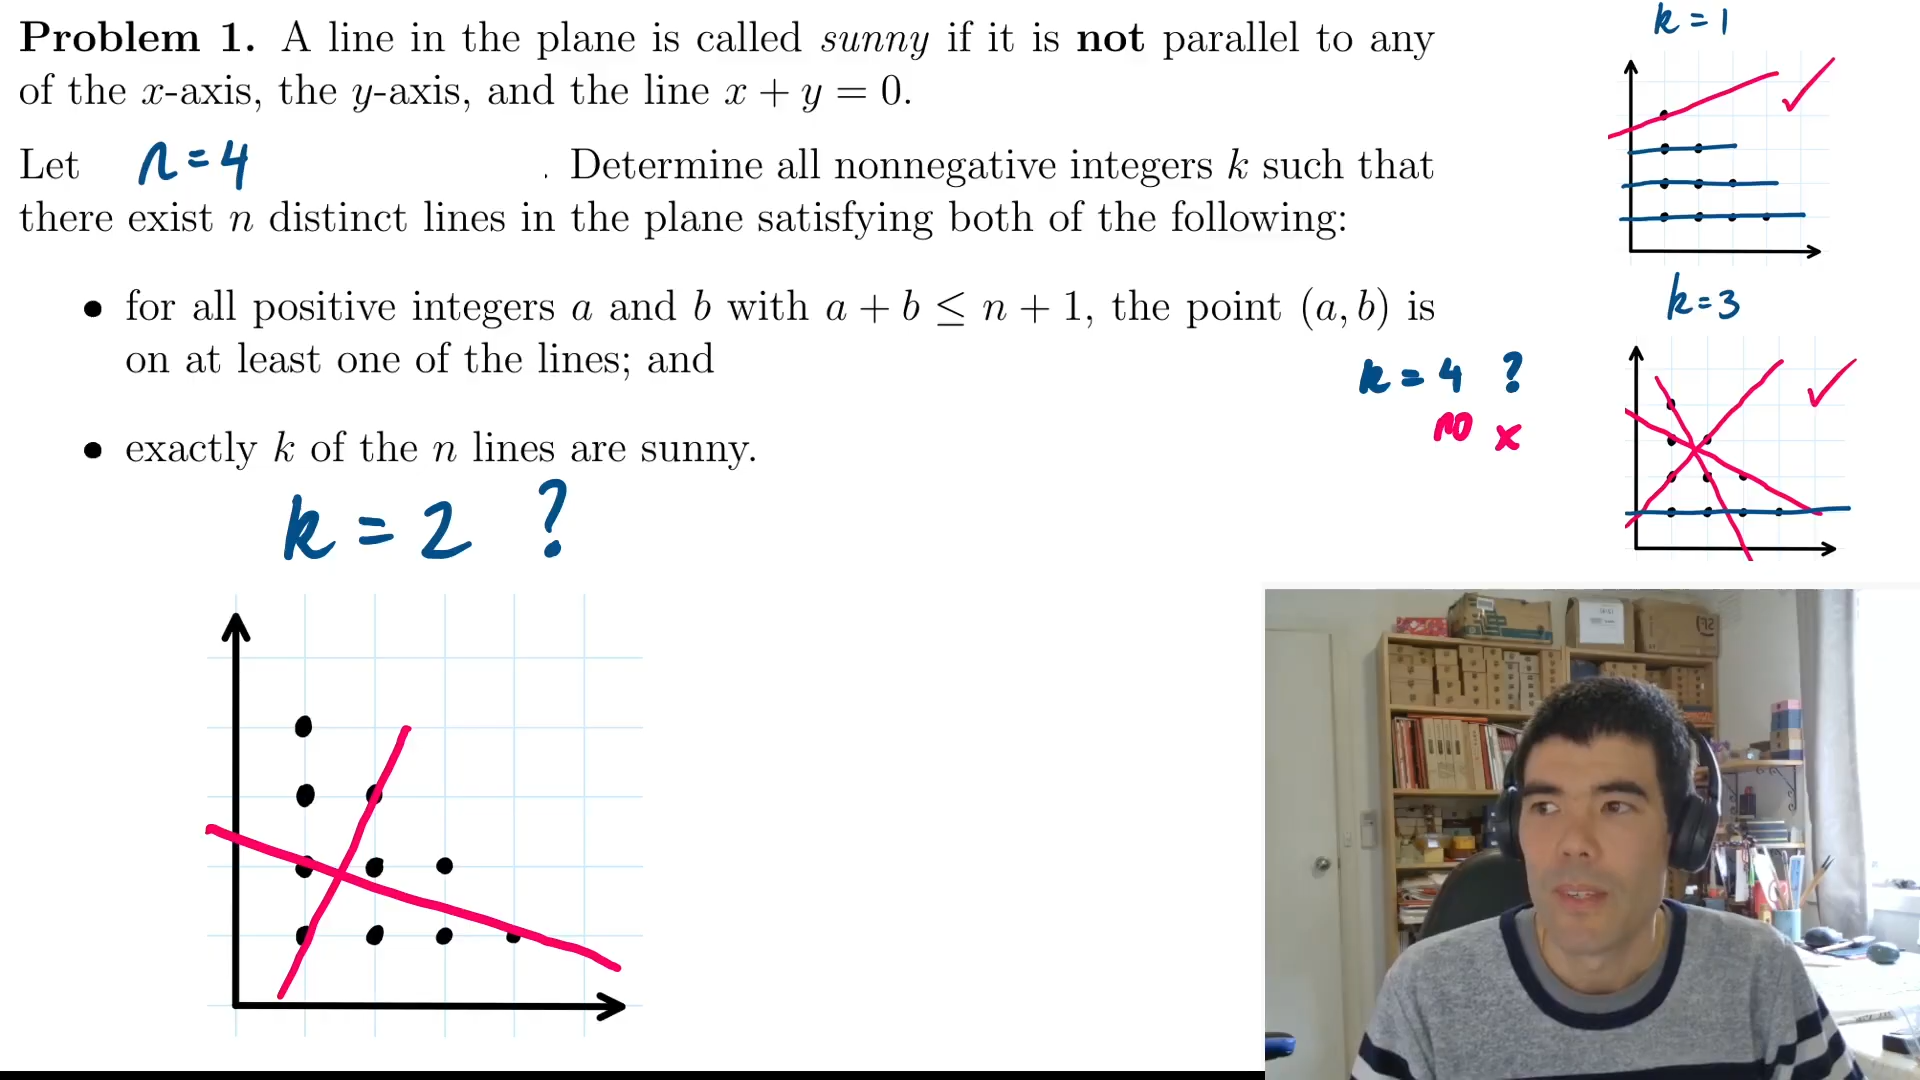 Problem 1. A line in the plane is called sunny if it is not parallel to any
of the x-axis, the y-axis, and the line x + y = 0.
Let n = 4 . Determine all nonnegative integers k such that
there exist n distinct lines in the plane satisfying both of the following:
• for all positive integers a and b with a + b ≤ n + 1, the point (a, b) is
on at least one of the lines; and
• exactly k of the n lines are sunny.
k = 2 ?
k = 1
k = 3
k = 4 ?
no x